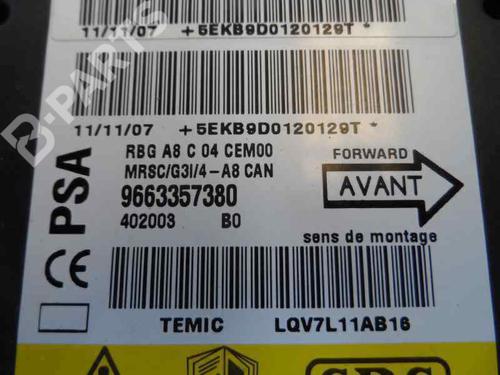 11/11/07 +5EKB9D0120129T *
B-PARTS
11/11/07 +5EKB9D0120129T *
PSA
RBG A8 C 04 CEM00
MRSC/G3I/4-A8 CAN
9663357380
402003 B0
FORWARD
AVANT
sens de montage
CE
TEMIC LQV7L11AB16